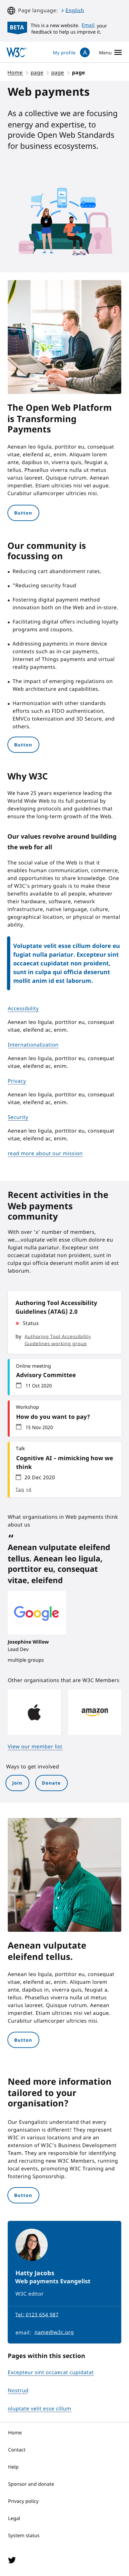 Page language: › English
BETA This is a new website. Email your
feedback to help us improve it.
W3C My profile A Menu
Home › page › page › page
Web payments
As a collective we are focusing
on energy and expertise, to
provide Open Web Standards
for business ecosystems.
The Open Web Platform
is Transforming
Payments
Aenean leo ligula, porttitor eu, consequat
vitae, eleifend ac, enim. Aliquam lorem
ante, dapibus in, viverra quis, feugiat a,
tellus. Phasellus viverra nulla ut metus
varius laoreet. Quisque rutrum. Aenean
imperdiet. Etiam ultricies nisi vel augue.
Curabitur ullamcorper ultricies nisi.
Button
Our community is
focussing on
• Reducing cart abandonment rates.
• "Reducing security fraud
• Fostering digital payment method
innovation both on the Web and in-store.
• Facilitating digital offers including loyalty
programs and coupons.
• Addressing payments in more device
contexts such as in-car payments,
Internet of Things payments and virtual
reality payments.
• The impact of emerging regulations on
Web architecture and capabilities.
• Harmonisation with other standards
efforts such as FIDO authentication,
EMVCo tokenization and 3D Secure, and
others.
Button
Why W3C
We have 25 years experience leading the
World Wide Web to its full potential by
creating and developing global standards
to ensure long-term growth of the Web.
Our values revolve around building
the web for all
The social value of the Web is that it
enables human communication,
commerce, and opportunities to share
knowledge, and for social inclusion. One
of W3C's primary goals is to make these
benefits available to all people, whatever
their hardware, software, network
infrastructure, native language, culture,
geographical location, or physical or mental
ability.
Voluptate velit esse cillum dolore eu
fugiat nulla pariatur. Excepteur sint
occaecat cupidatat non proident,
sunt in culpa qui officia deserunt
mollit anim id est laborum.
Accessibility
Aenean leo ligula, porttitor eu, consequat
vitae, eleifend ac, enim.
Internationalization
Aenean leo ligula, porttitor eu, consequat
vitae, eleifend ac, enim.
Privacy
Aenean leo ligula, porttitor eu, consequat
vitae, eleifend ac, enim.
Security
Aenean leo ligula, porttitor eu, consequat
vitae, eleifend ac, enim.
read more about our mission
Recent activities in the
Web payments
community
With over 'x' number of members,
we... voluptate velit esse cillum dolore eu
fugiat nulla pariatur. Excepteur sint
occaecat cupidatat non proident, sunt in
culpa qui officia deserunt mollit anim id est
laborum.
Authoring Tool Accessibility
Guidelines (ATAG) 2.0
Status
by Authoring Tool Accessibility
Guidelines working group
Online meeting
Advisory Committee
11 Oct 2020
Workshop
How do you want to pay?
15 Nov 2020
Talk
Cognitive AI – mimicking how we
think
20 Dec 2020
Tag +4
What organisations in Web payments think
about us
“
Aenean vulputate eleifend
tellus. Aenean leo ligula,
porttitor eu, consequat
vitae, eleifend
Google
Josephine Willow
Lead Dev
multiple groups
Other organisations that are W3C Members
amazon
View our member list
Ways to get involved
Join Donate
Aenean vulputate
eleifend tellus.
Aenean leo ligula, porttitor eu, consequat
vitae, eleifend ac, enim. Aliquam lorem
ante, dapibus in, viverra quis, feugiat a,
tellus. Phasellus viverra nulla ut metus
varius laoreet. Quisque rutrum. Aenean
imperdiet. Etiam ultricies nisi vel augue.
Curabitur ullamcorper ultricies nisi.
Button
Need more information
tailored to your
organisation?
Our Evangelists understand that every
organisation is different. They represent
W3C in various locations around the world
and are an extension of
W3C's Business Development
Team. They are responsible for identifying
and recruiting new W3C Members, running
local events, promoting W3C Training and
fostering Sponsorship.
Button
Hatty Jacobs
Web payments Evangelist
W3C editor
Tel: 0123 654 987
email: name@w3c.org
Pages within this section
Excepteur sint occaecat cupidatat
Nostrud
oluptate velit esse cillum
Home
Contact
Help
Sponsor and donate
Privacy policy
Legal
System status